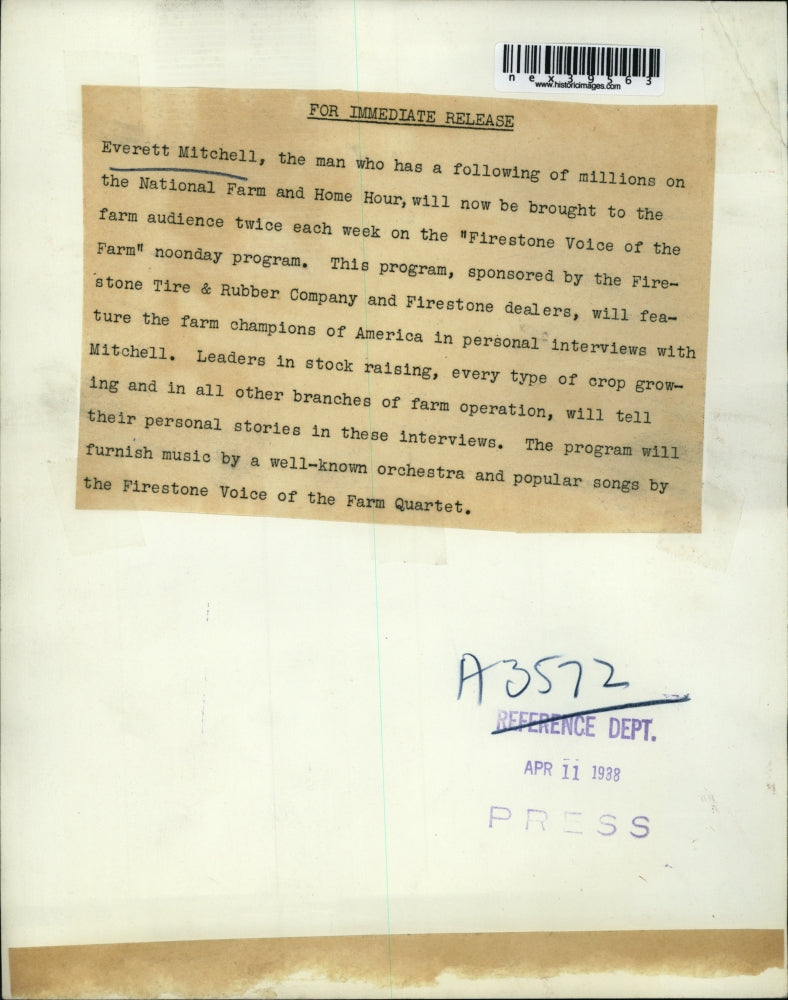 nex39563
www.historicimages.com
FOR IMMEDIATE RELEASE
Everett Mitchell, the man who has a following of millions on
the National Farm and Home Hour, will now be brought to the
farm audience twice each week on the "Firestone Voice of the
Farm" noonday program. This program, sponsored by the Fire-
stone Tire & Rubber Company and Firestone dealers, will fea-
ture the farm champions of America in personal interviews with
Mitchell. Leaders in stock raising, every type of crop grow-
ing and in all other branches of farm operation, will tell
their personal stories in these interviews. The program will
furnish music by a well-known orchestra and popular songs by
the Firestone Voice of the Farm Quartet.
A3572
REFERENCE DEPT.
APR 11 1938
PRESS